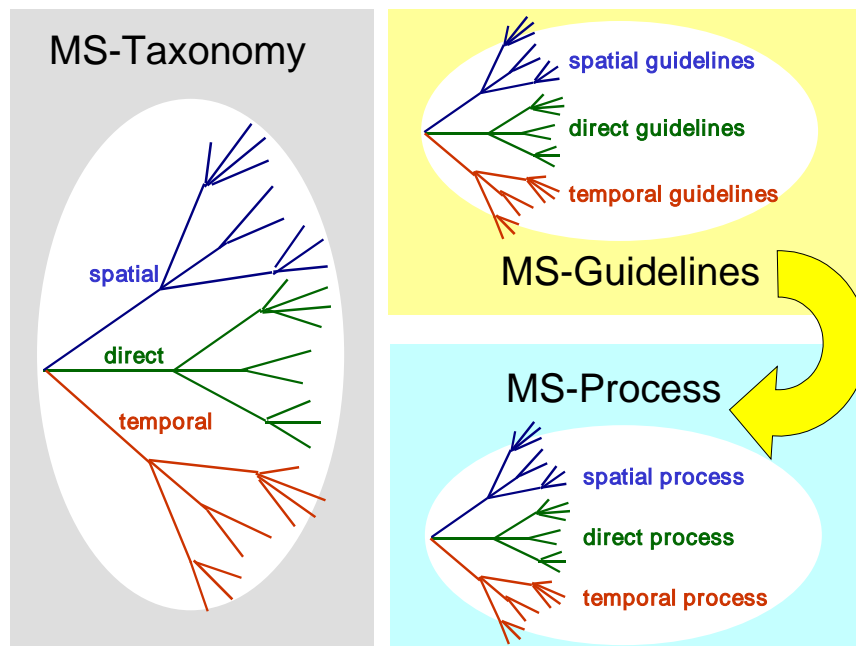 MS-Taxonomy
spatial
direct
temporal
spatial guidelines
direct guidelines
temporal guidelines
MS-Guidelines
MS-Process
spatial process
direct process
temporal process